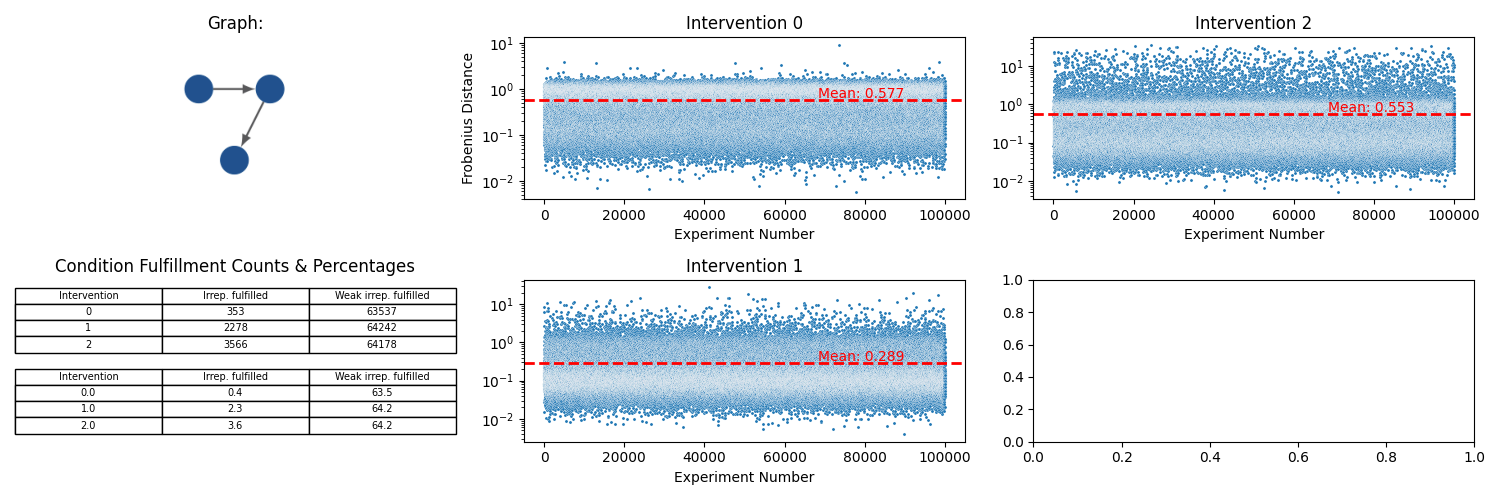 Graph:
Condition Fulfillment Counts & Percentages
Intervention Irrep. fulfilled Weak irrep. fulfilled
0 353 63537
1 2278 64242
2 3566 64178
Intervention Irrep. fulfilled Weak irrep. fulfilled
0.0 0.4 63.5
1.0 2.3 64.2
2.0 3.6 64.2
Intervention 0
Frobenius Distance
10^1
10^0
10^-1
10^-2
Mean: 0.577
0 20000 40000 60000 80000 100000
Experiment Number
Intervention 2
10^1
10^0
10^-1
10^-2
Mean: 0.553
0 20000 40000 60000 80000 100000
Experiment Number
Intervention 1
10^1
10^0
10^-1
10^-2
Mean: 0.289
0 20000 40000 60000 80000 100000
Experiment Number
1.0
0.8
0.6
0.4
0.2
0.0
0.0 0.2 0.4 0.6 0.8 1.0